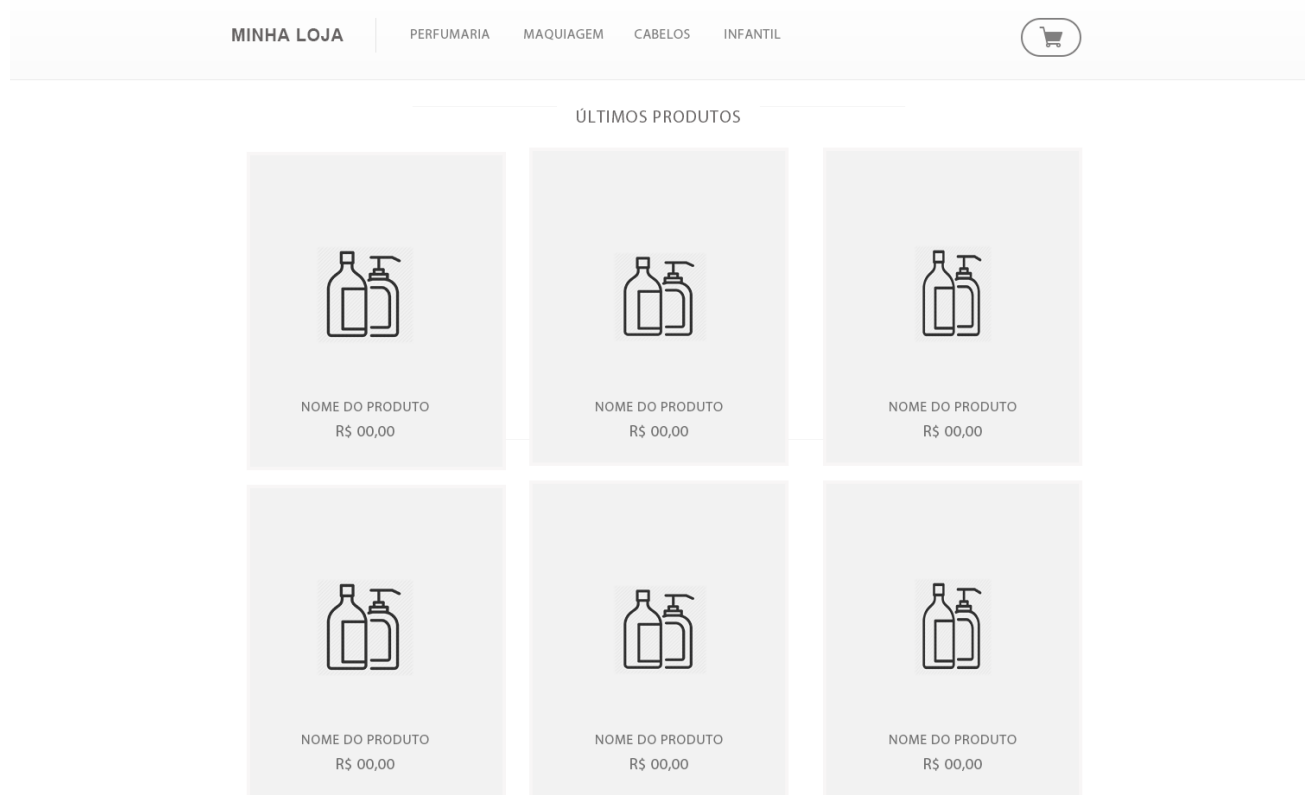 MINHA LOJA
PERFUMARIA MAQUIAGEM CABELOS INFANTIL
ÚLTIMOS PRODUTOS
NOME DO PRODUTO
R$ 00,00
NOME DO PRODUTO
R$ 00,00
NOME DO PRODUTO
R$ 00,00
NOME DO PRODUTO
R$ 00,00
NOME DO PRODUTO
R$ 00,00
NOME DO PRODUTO
R$ 00,00